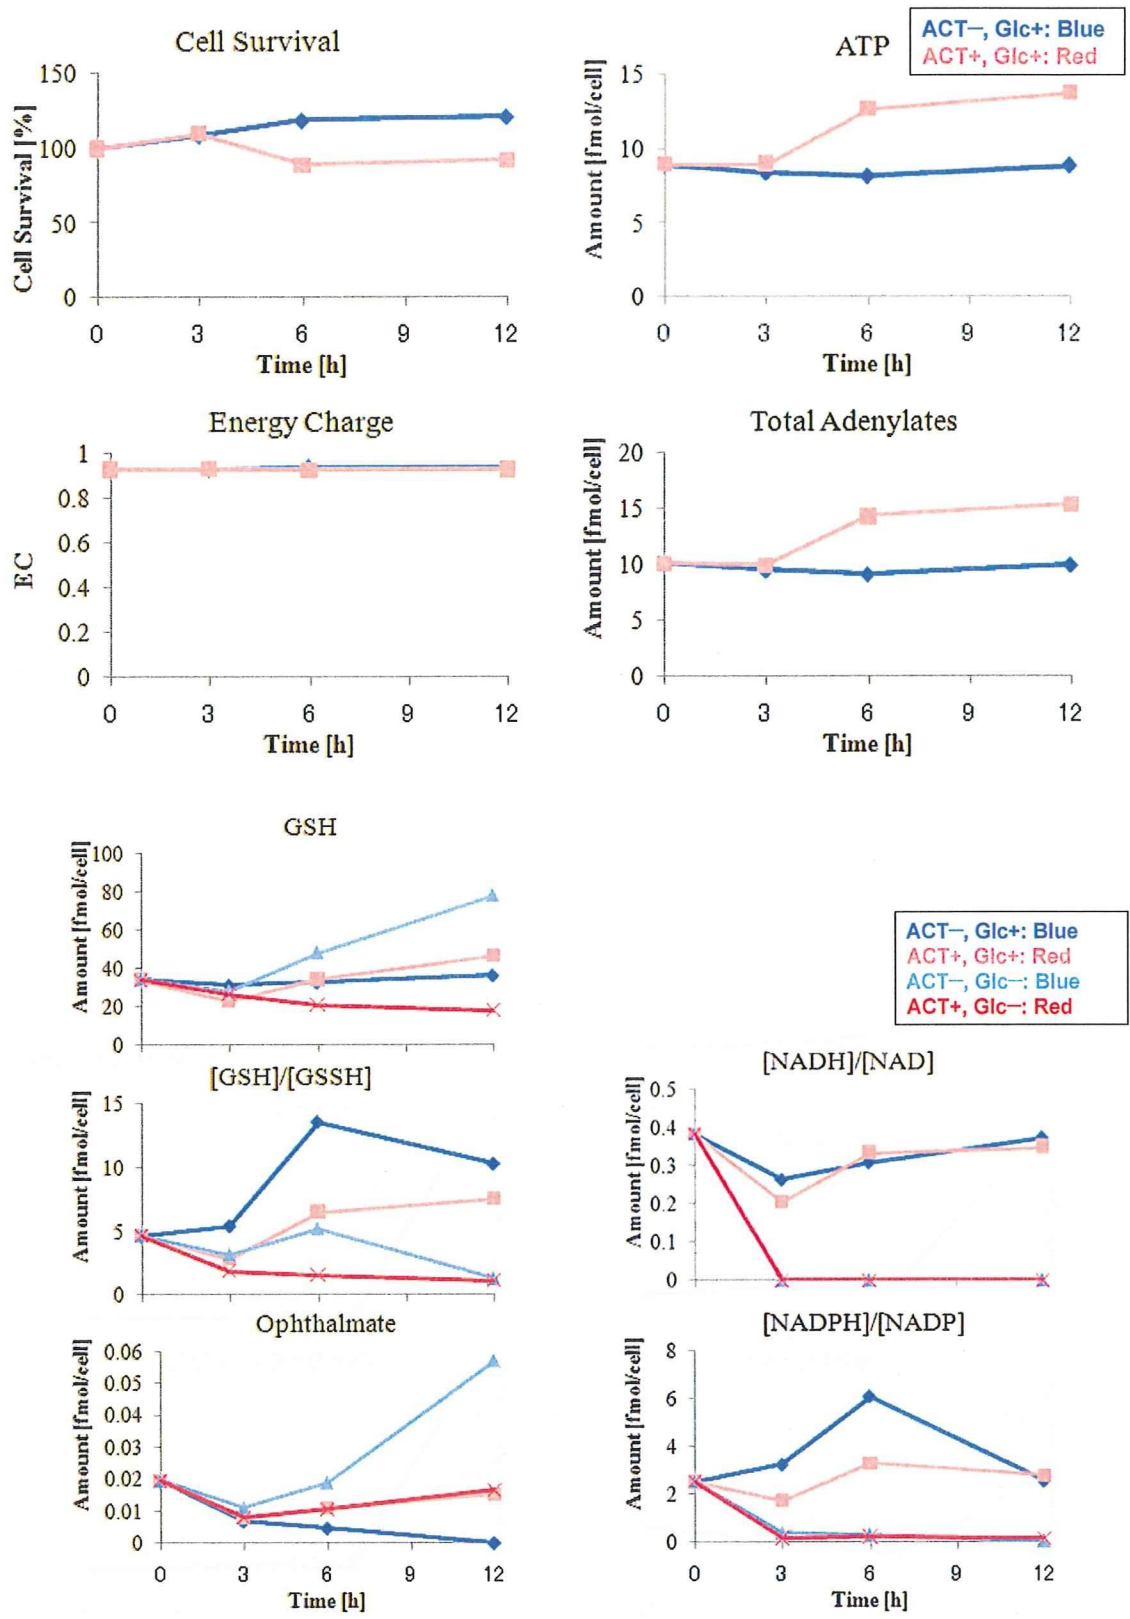 Cell Survival
Cell Survival [%]
150
100
50
0
0 3 6 9 12
Time [h]
ATP
ACT–, Glc+: Blue
ACT+, Glc+: Red
Amount [fmol/cell]
15
10
5
0
0 3 6 9 12
Time [h]
Energy Charge
EC
1
0.8
0.6
0.4
0.2
0
0 3 6 9 12
Time [h]
Total Adenylates
Amount [fmol/cell]
20
15
10
5
0
0 3 6 9 12
Time [h]
GSH
Amount [fmol/cell]
100
80
60
40
20
0
ACT–, Glc+: Blue
ACT+, Glc+: Red
ACT–, Glc–: Blue
ACT+, Glc–: Red
[GSH]/[GSSH]
Amount [fmol/cell]
15
10
5
0
[NADH]/[NAD]
Amount [fmol/cell]
0.5
0.4
0.3
0.2
0.1
0
Ophthalmate
Amount [fmol/cell]
0.06
0.05
0.04
0.03
0.02
0.01
0
0 3 6 9 12
Time [h]
[NADPH]/[NADP]
Amount [fmol/cell]
8
6
4
2
0
0 3 6 9 12
Time [h]